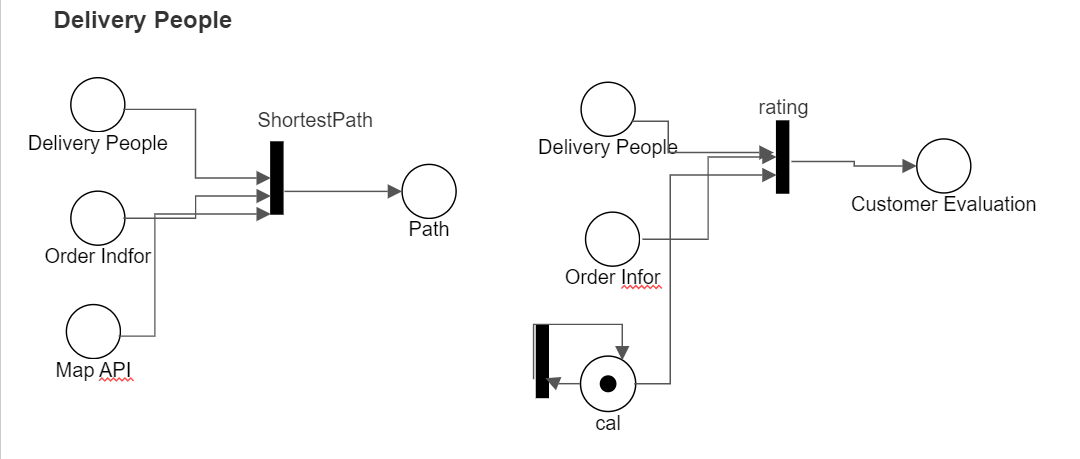 Delivery People
ShortestPath
Delivery People
Order Indfor
Map API
Path
rating
Delivery People
Order Infor
cal
Customer Evaluation